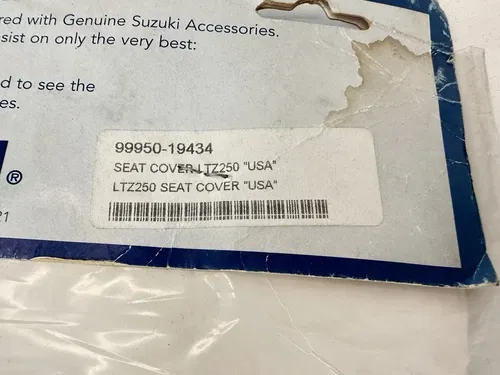 red with Genuine Suzuki Accessories.
sist on only the very best:
d to see the
es.
®
21
99950-19434
SEAT COVER LTZ250 "USA"
LTZ250 SEAT COVER "USA"